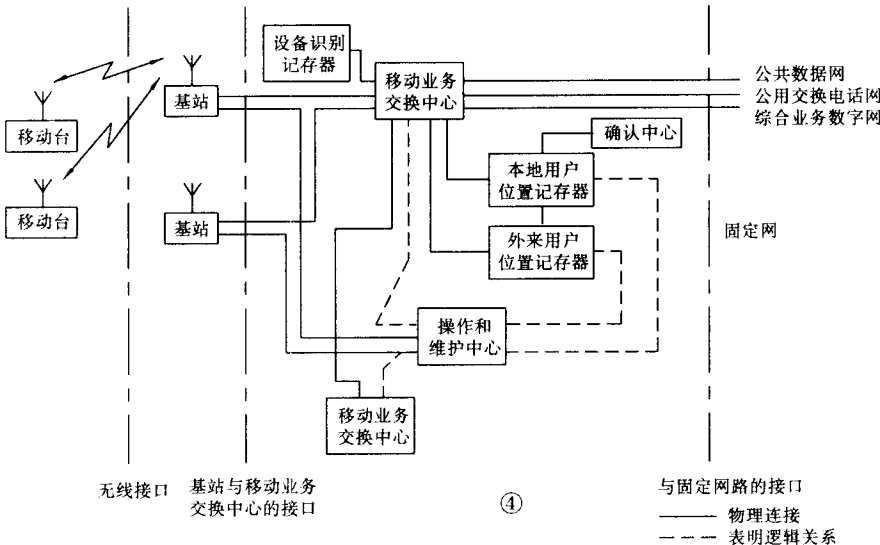 设备识别
记存器
移动业务
交换中心
公共数据网
公用交换电话网
综合业务数字网
基站
移动台
确认中心
本地用户
位置记存器
移动台
基站
外来用户
位置记存器
固定网
操作和
维护中心
移动业务
交换中心
无线接口
基站与移动业务
交换中心的接口
④
与固定网路的接口
物理连接
表明逻辑关系